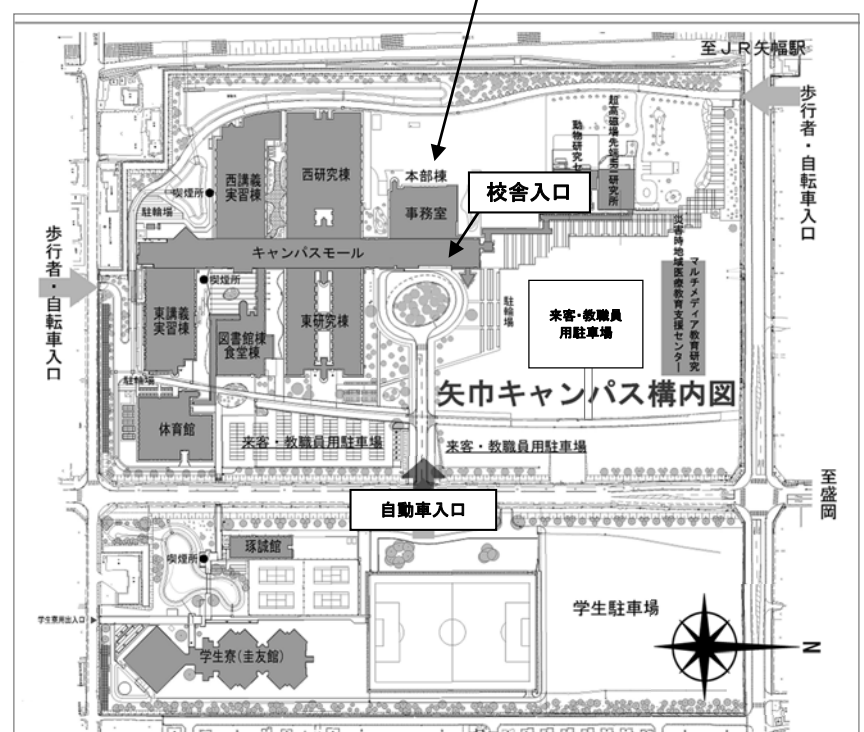 至JR矢幅駅
歩行者・自転車入口
超高磁場先端
研究所
動物研究セ
本部棟
事務室
校舎入口
西講義
実習棟
西研究棟
喫煙所
駐輪場
キャンパスモール
歩行者・自転車入口
喫煙所
東講義
実習棟
図書館棟
食堂棟
東研究棟
駐輪場
来客・教職員
用駐車場
マルチメディア教育研究
災害時地域医療教育支援センター
矢巾キャンパス構内図
駐輪場
体育館
来客・教職員用駐車場
来客・教職員用駐車場
自動車入口
至盛岡
琢誠館
喫煙所
学生駐車場
学生寮用出入口
学生寮(圭友館)
N